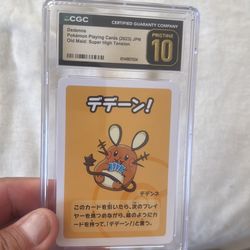 CGC
CERTIFIED GUARANTY COMPANY
Dedenne
Pokémon Playing Cards (2023) JPN
Old Maid: Super High Tension
PRISTINE
10
デデーン!
デデンネ
このカードを引いたら、次のプレイ
ヤーを見つめながら、絵のようにカード
を持って、「デデーン!」と言う。